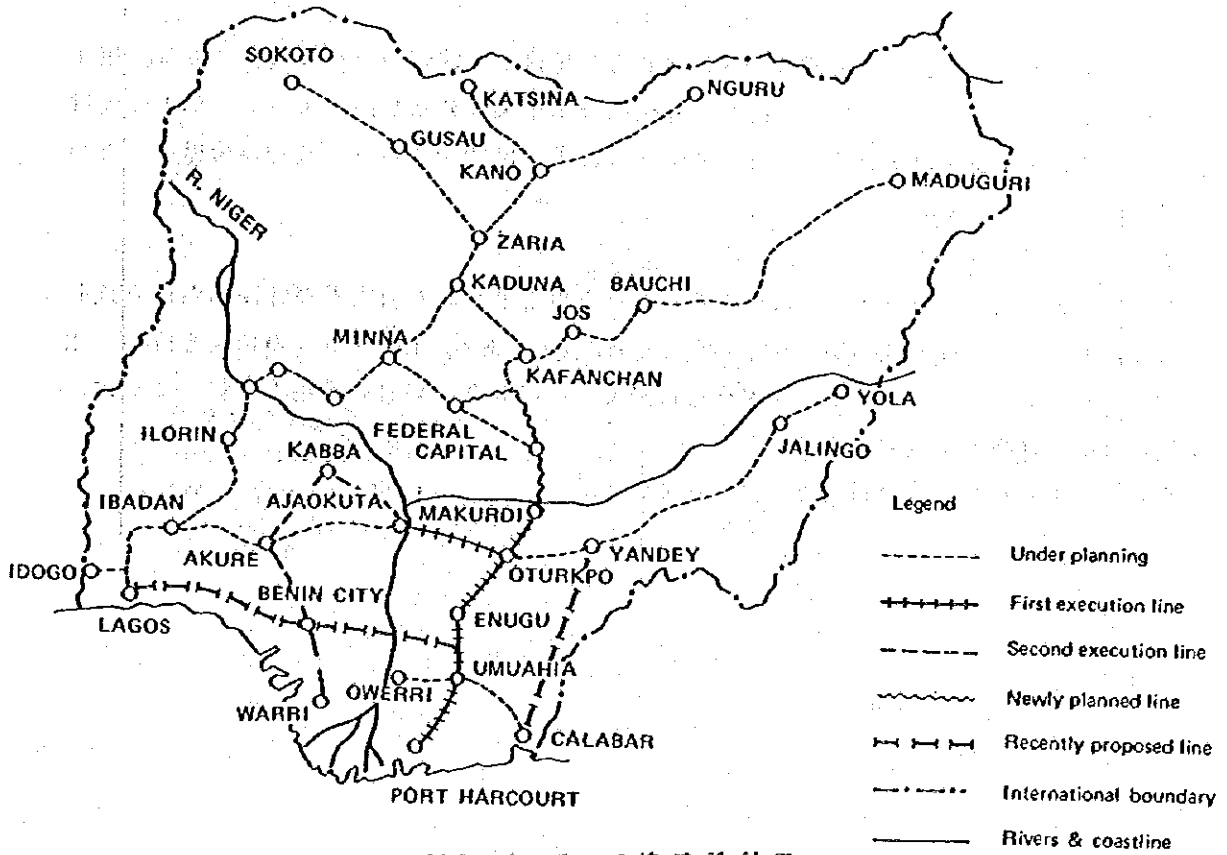 SOKOTO
KATSINA
NGURU
GUSAU
KANO
MADUGURI
R. NIGER
ZARIA
KADUNA
BAUCHI
JOS
MINNA
KAFANCHAN
YOLA
FEDERAL
CAPITAL
JALINGO
ILORIN
KABBA
IBADAN
AJAOKUTA
MAKURDI
AKURE
YANDEY
OTURKPO
IDOGO
BENIN CITY
ENUGU
LAGOS
UMUAHIA
OWERRI
WARRI
CALABAR
PORT HARCOURT
Legend
Under planning
First execution line
Second execution line
Newly planned line
Recently proposed line
International boundary
Rivers & coastline